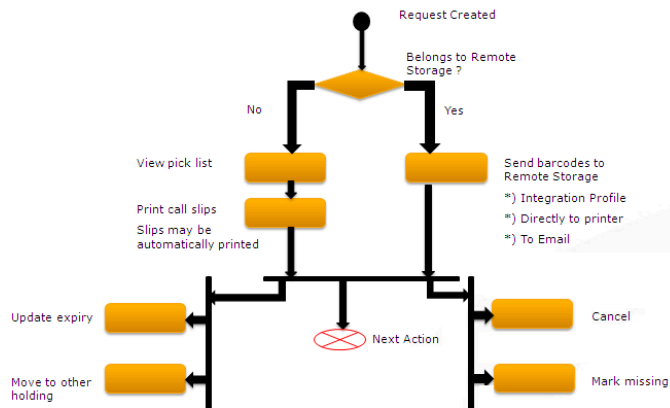 Request Created
Belongs to Remote
Storage ?
No
Yes
View pick list
Send barcodes to
Remote Storage
*) Integration Profile
*) Directly to printer
*) To Email
Print call slips
Slips may be
automatically printed
Update expiry
Next Action
Cancel
Move to other
holding
Mark missing